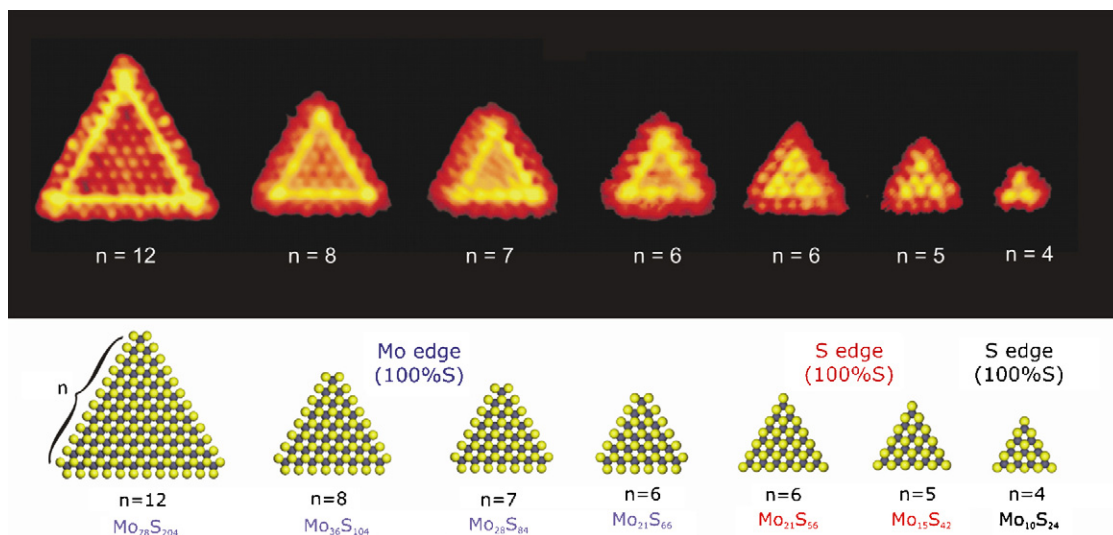 n = 12 n = 8 n = 7 n = 6 n = 6 n = 5 n = 4
Mo edge S edge S edge
(100%S) (100%S) (100%S)
n
n=12 n=8 n=7 n=6 n=6 n=5 n=4
Mo₇₈S₂₀₄ Mo₃₆S₁₀₄ Mo₂₈S₈₄ Mo₂₁S₆₆ Mo₂₁S₅₆ Mo₁₅S₄₂ Mo₁₀S₂₄